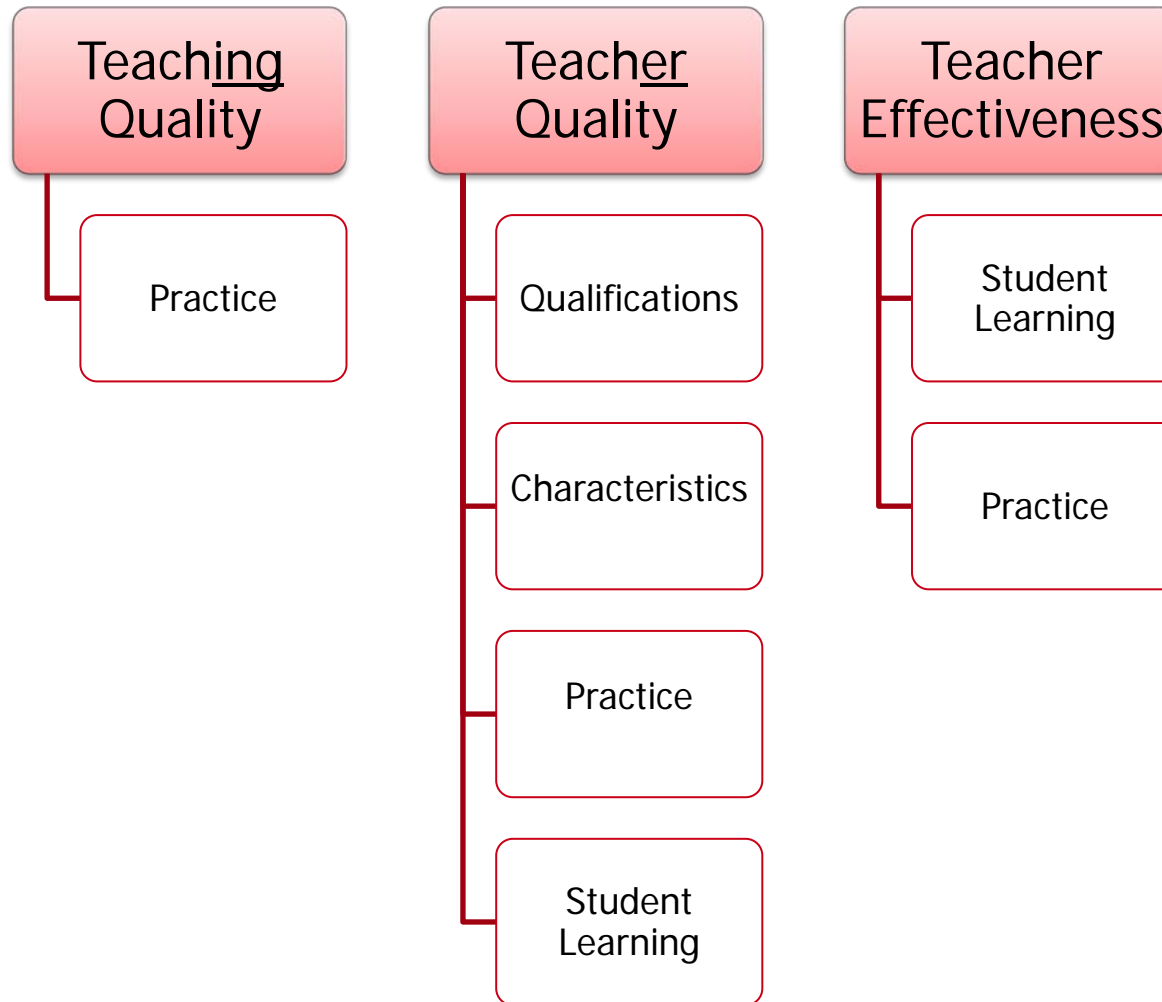 Teaching
Quality
Practice
Teacher
Quality
Qualifications
Characteristics
Practice
Student
Learning
Teacher
Effectiveness
Student
Learning
Practice